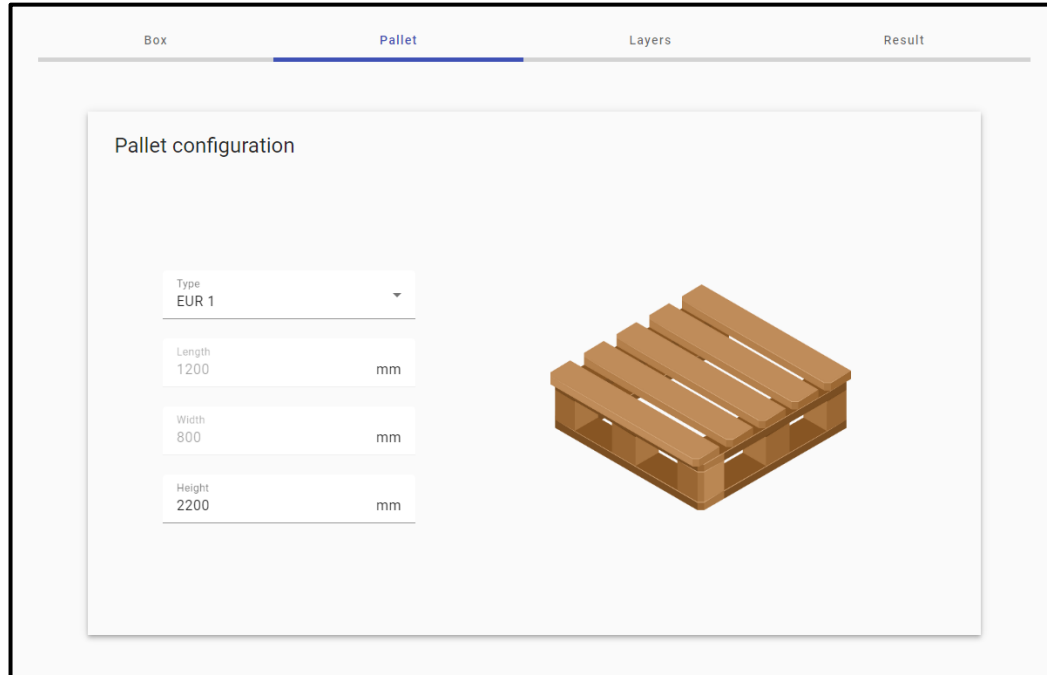 Box Pallet Layers Result
Pallet configuration
Type
EUR 1
Length
1200 mm
Width
800 mm
Height
2200 mm